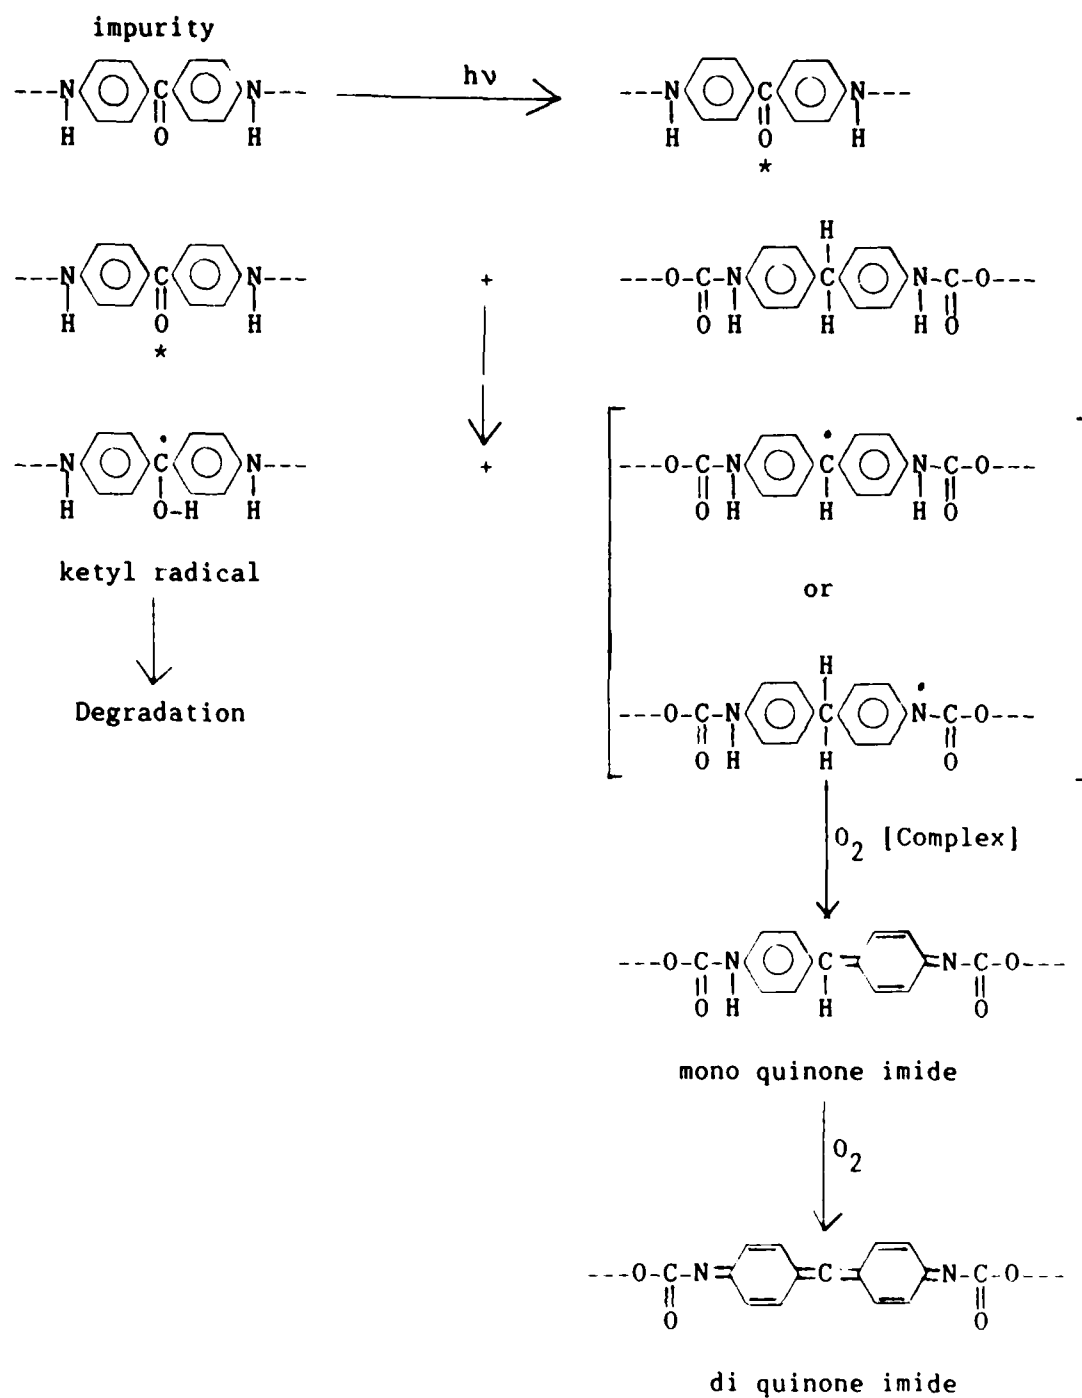 impurity
---N C N---
H O H
hν
---N C N---
H O H
*
---N C N---
H O H
*
+
H
---O-C-N C N-C-O---
O H H H O
·
---N C N---
H O-H H
ketyl radical
Degradation
+
·
---O-C-N C N-C-O---
O H H H O
or
H ·
---O-C-N C N-C-O---
O H H O
O2 [Complex]
---O-C-N C N-C-O---
O H H O
mono quinone imide
O2
---O-C-N C N-C-O---
O O
di quinone imide